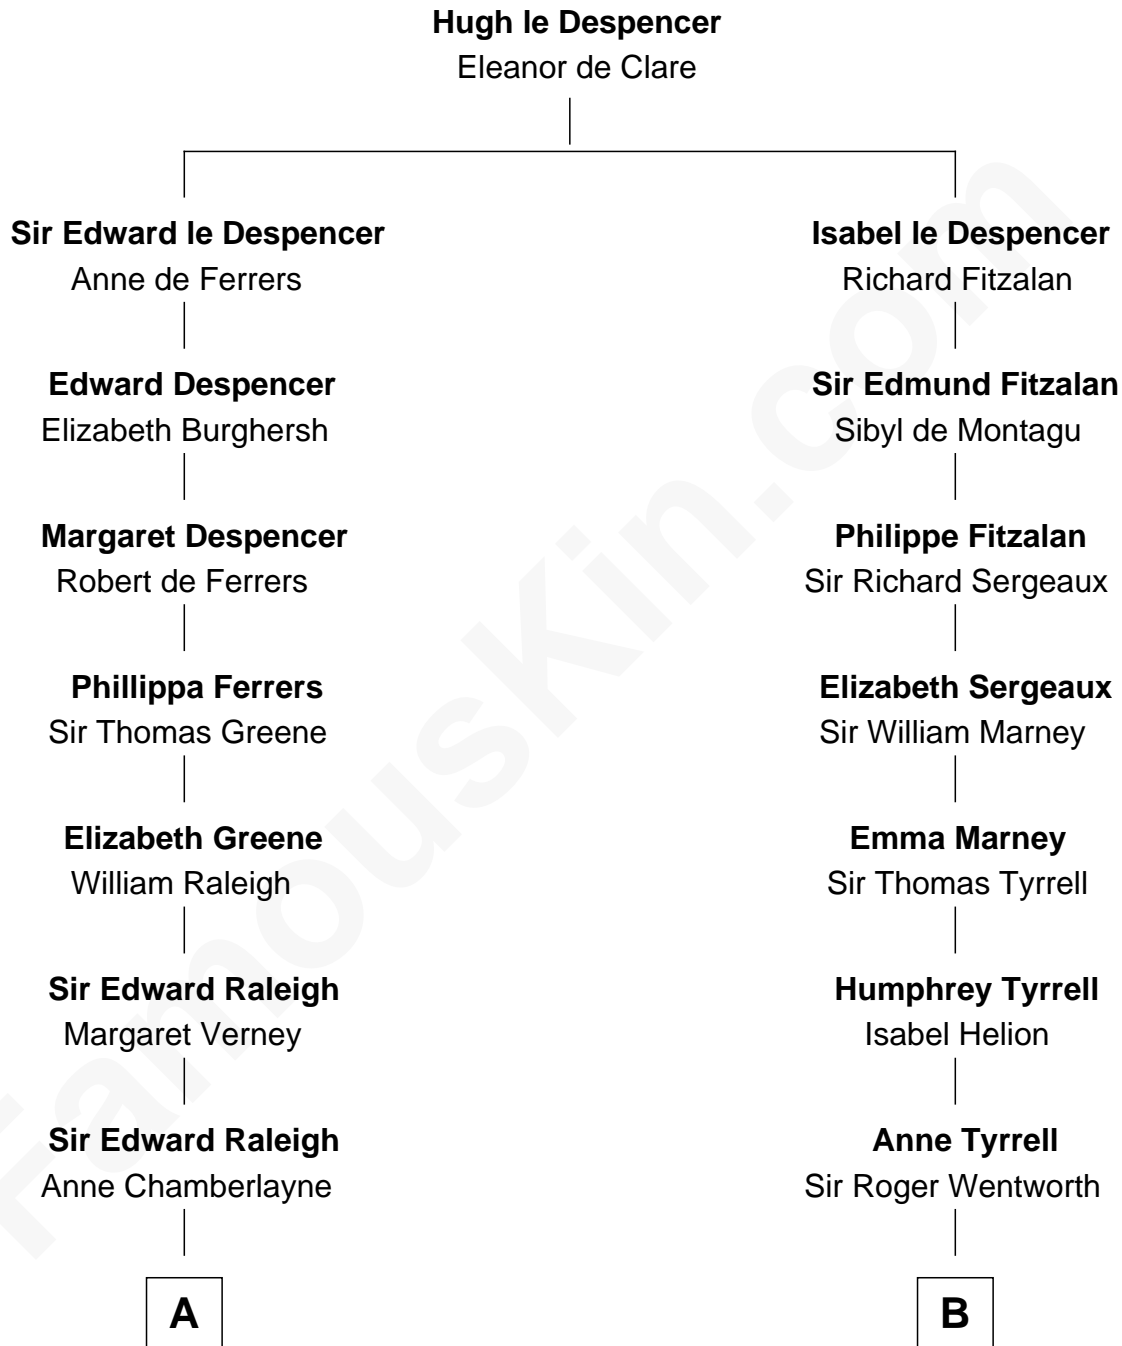 Hugh le Despencer
Eleanor de Clare
Sir Edward le Despencer
Anne de Ferrers
Isabel le Despencer
Richard Fitzalan
Edward Despencer
Elizabeth Burghersh
Sir Edmund Fitzalan
Sibyl de Montagu
Margaret Despencer
Robert de Ferrers
Philippe Fitzalan
Sir Richard Sergeaux
Phillippa Ferrers
Sir Thomas Greene
Elizabeth Sergeaux
Sir William Marney
Elizabeth Greene
William Raleigh
Emma Marney
Sir Thomas Tyrrell
Sir Edward Raleigh
Margaret Verney
Humphrey Tyrrell
Isabel Helion
Sir Edward Raleigh
Anne Chamberlayne
Anne Tyrrell
Sir Roger Wentworth
A
B
FamousKin.com